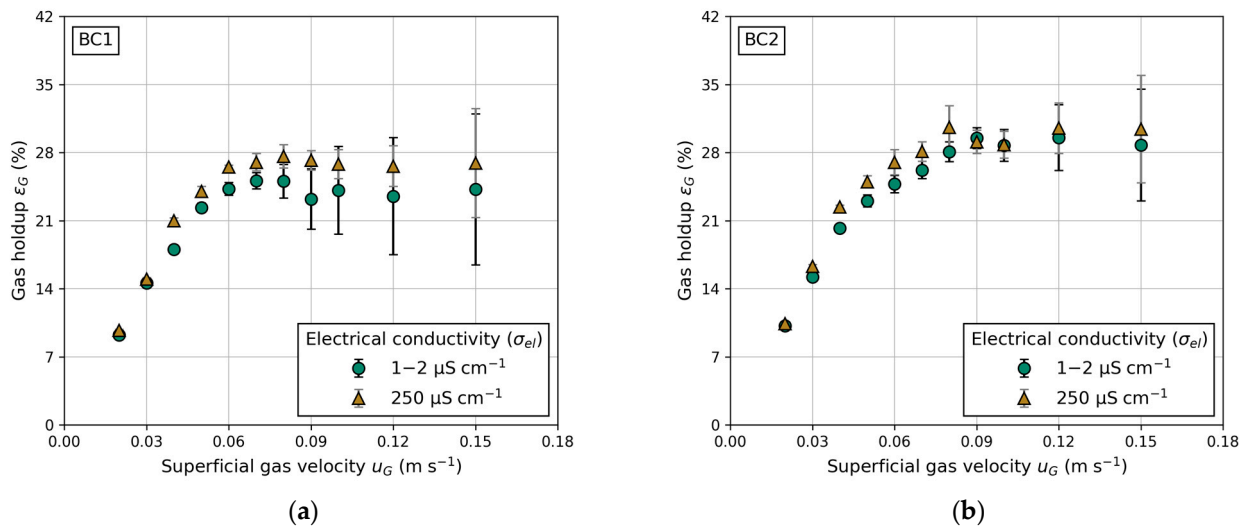 BC1
42
35
28
21
14
7
0
Gas holdup ε_G (%)
0.00 0.03 0.06 0.09 0.12 0.15 0.18
Superficial gas velocity u_G (m s⁻¹)
Electrical conductivity (σ_el)
1−2 μS cm⁻¹
250 μS cm⁻¹
(a)
BC2
42
35
28
21
14
7
0
Gas holdup ε_G (%)
0.00 0.03 0.06 0.09 0.12 0.15 0.18
Superficial gas velocity u_G (m s⁻¹)
Electrical conductivity (σ_el)
1−2 μS cm⁻¹
250 μS cm⁻¹
(b)